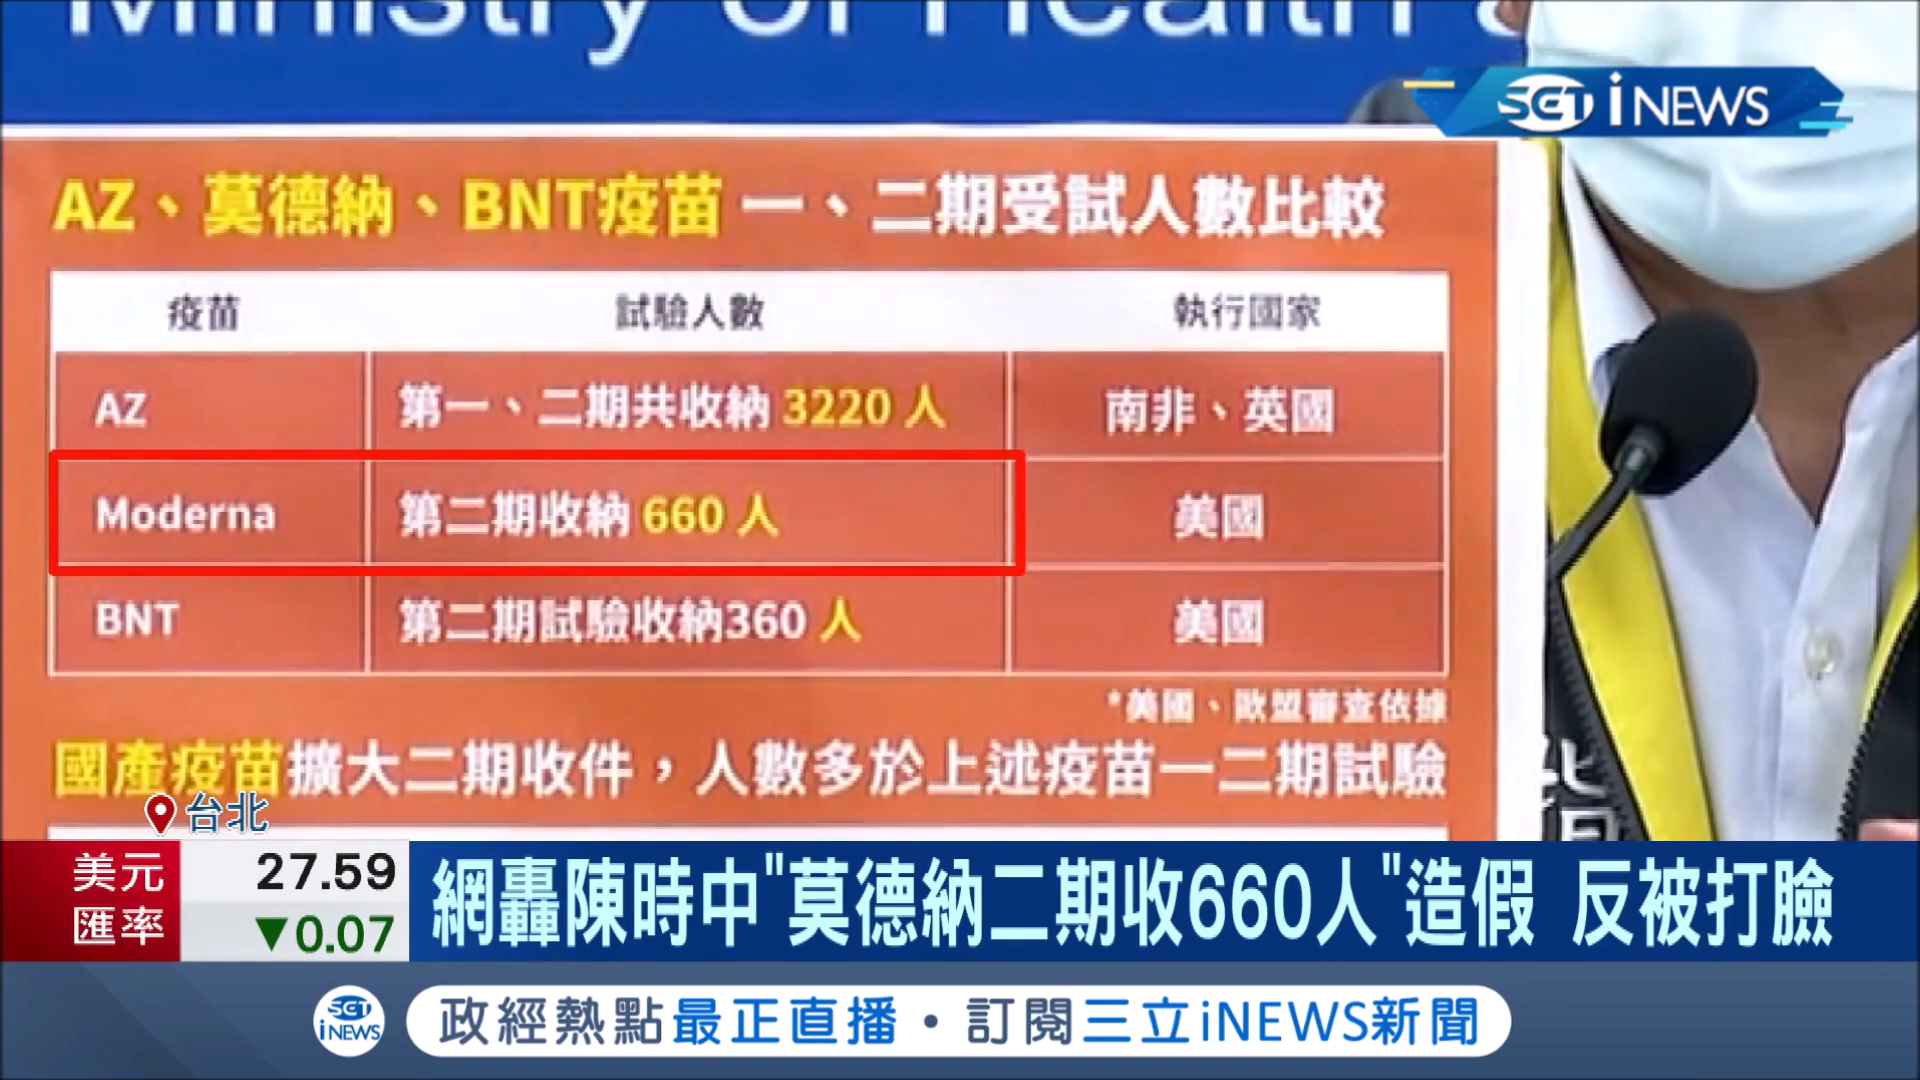 Ministry of Health
SET iNEWS
AZ、莫德納、BNT疫苗 一、二期受試人數比較
疫苗 試驗人數 執行國家
AZ 第一、二期共收納 3220 人 南非、英國
Moderna 第二期收納 660 人 美國
BNT 第二期試驗收納360 人 美國
*美國、歐盟審查依據
國產疫苗擴大二期收件，人數多於上述疫苗一二期試驗
台北
美元 27.59
匯率 ▼0.07
網轟陳時中"莫德納二期收660人"造假 反被打臉
SET iNEWS 政經熱點最正直播・訂閱三立iNEWS新聞